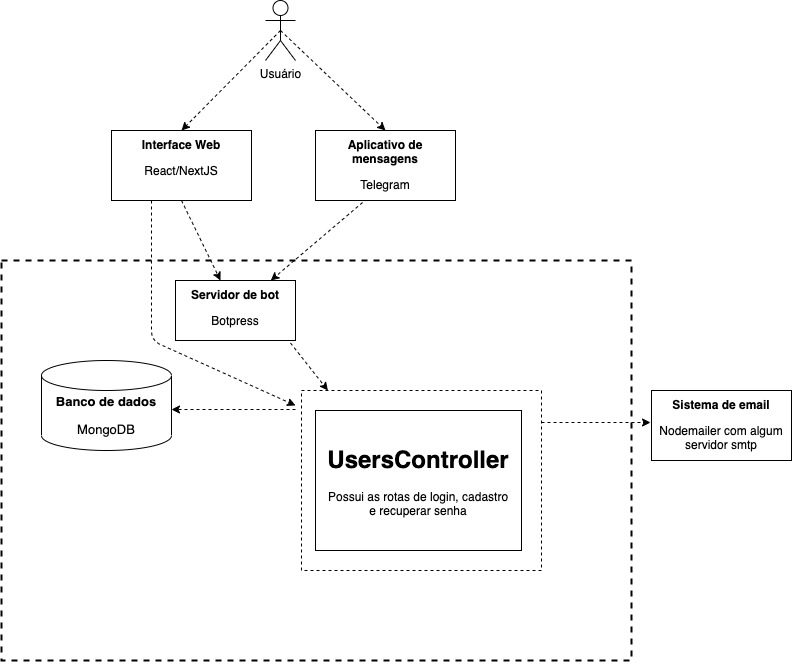 Usuário
Interface Web
React/NextJS
Aplicativo de
mensagens
Telegram
Servidor de bot
Botpress
Banco de dados
MongoDB
UsersController
Possui as rotas de login, cadastro
e recuperar senha
Sistema de email
Nodemailer com algum
servidor smtp